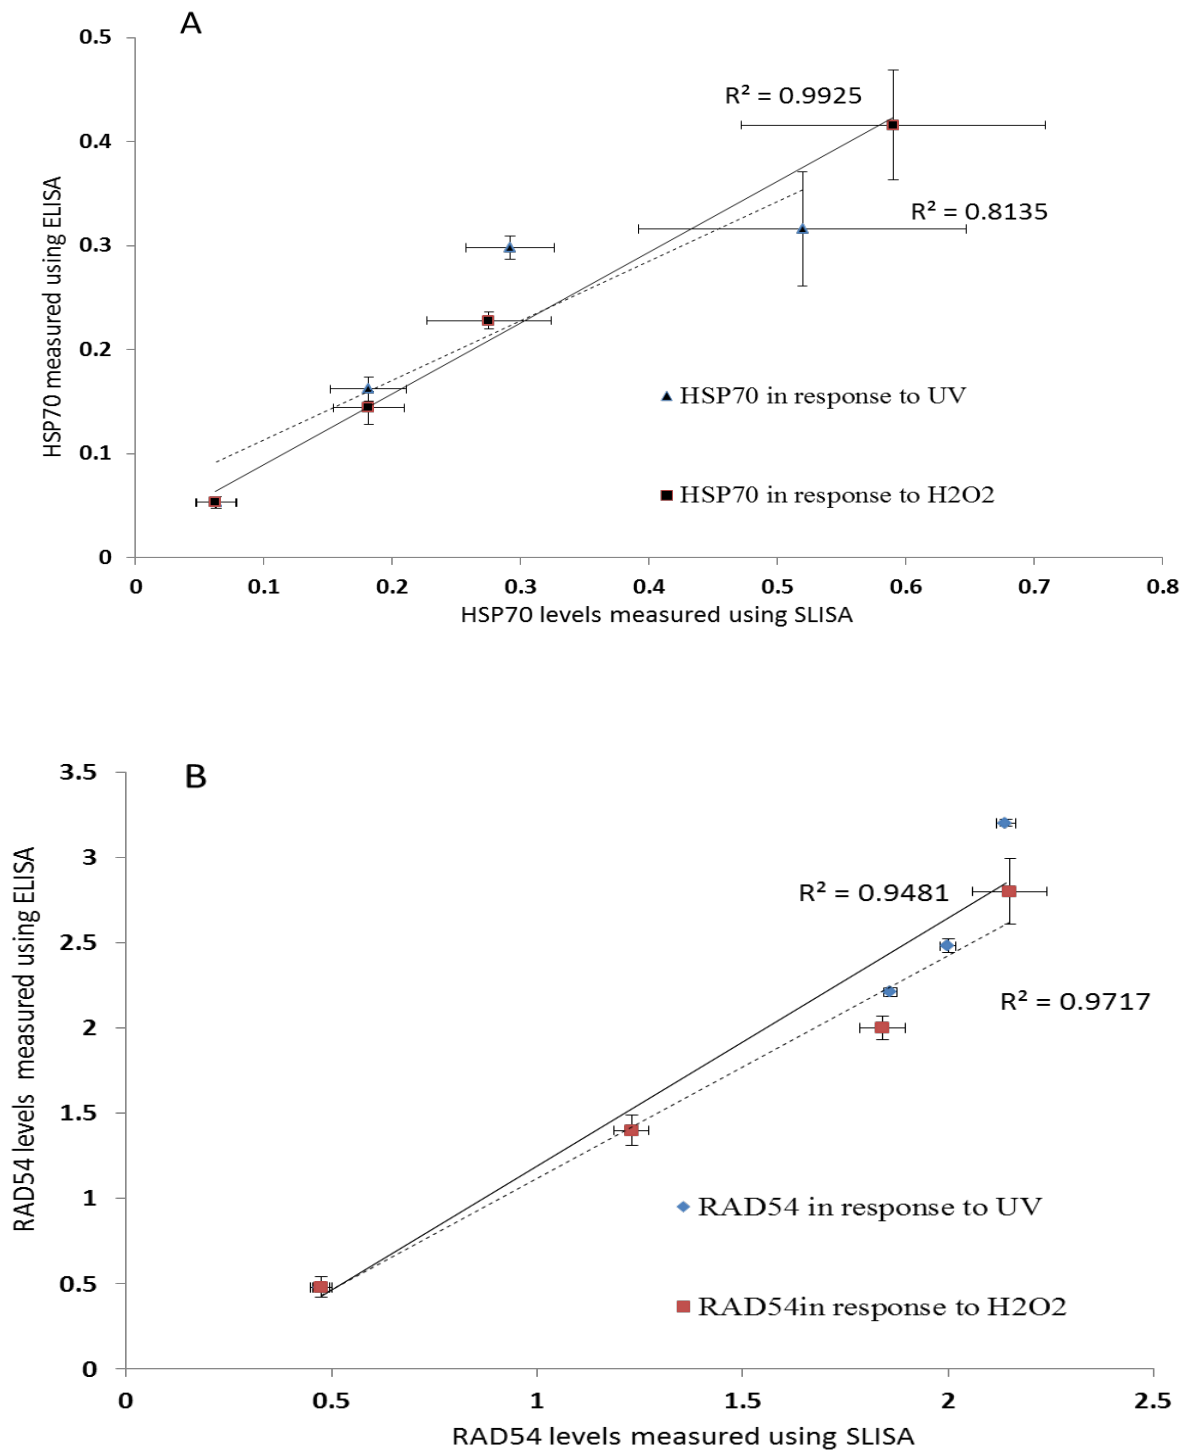 A
0.5
R² = 0.9925
0.4
R² = 0.8135
0.3
0.2
HSP70 in response to UV
0.1
HSP70 in response to H2O2
0
HSP70 measured using ELISA
0 0.1 0.2 0.3 0.4 0.5 0.6 0.7 0.8
HSP70 levels measured using SLISA
B
3.5
3
R² = 0.9481
2.5
R² = 0.9717
2
1.5
1
RAD54 in response to UV
0.5
RAD54in response to H2O2
0
RAD54 levels measured using ELISA
0 0.5 1 1.5 2 2.5
RAD54 levels measured using SLISA